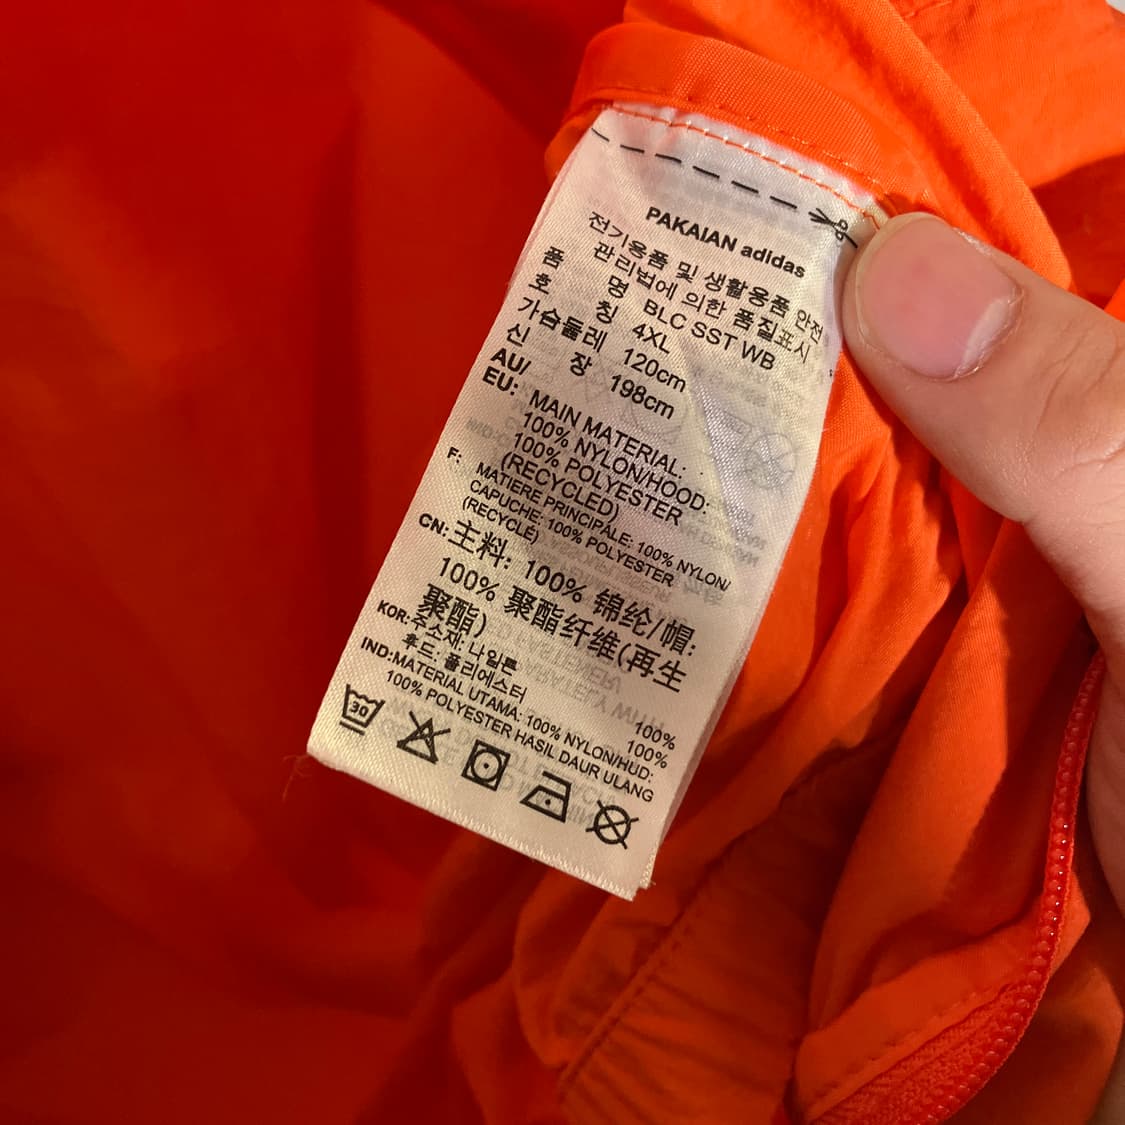 PAKAIAN adidas
전기용품 및 생활용품 안전
관리법에 의한 품질표시
품 명 BLC SST WB
호 칭 4XL
가슴둘레 120cm
신 장 198cm
AU/
EU: MAIN MATERIAL:
100% NYLON/HOOD:
100% POLYESTER
(RECYCLED)
F: MATIERE PRINCIPALE: 100% NYLON/
CAPUCHE: 100% POLYESTER
(RECYCLÉ)
CN: 主料: 100% 锦纶/帽:
100% 聚酯纤维(再生
聚酯)
KOR: 주소재: 나일론 100%
후드: 폴리에스터 100%
IND: MATERIAL UTAMA: 100% NYLON/HUD:
100% POLYESTER HASIL DAUR ULANG
30